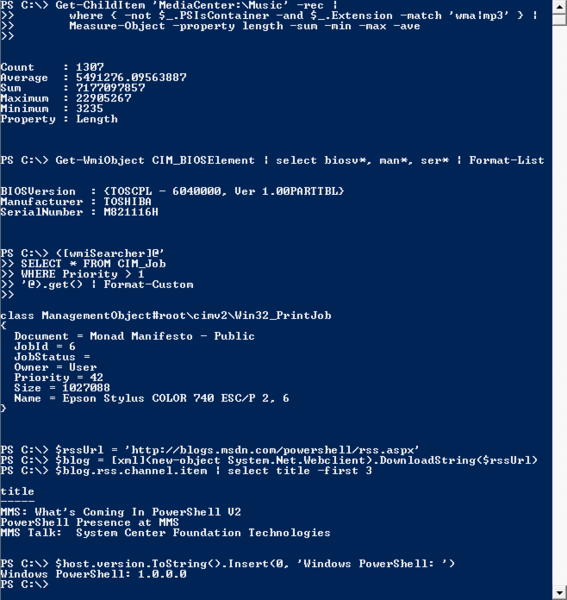 PS C:\> Get-ChildItem 'MediaCenter:\Music' -rec |
>>     where { -not $_.PSIsContainer -and $_.Extension -match 'wma|mp3' } |
>>     Measure-Object -property length -sum -min -max -ave
>>
Count    : 1307
Average  : 5491276.09563887
Sum      : 7177097857
Maximum  : 22905267
Minimum  : 3235
Property : Length
PS C:\> Get-WmiObject CIM_BIOSElement | select biosv*, man*, ser* | Format-List
BIOSVersion  : {TOSCPL - 6040000, Ver 1.00PARTTBL}
Manufacturer : TOSHIBA
SerialNumber : M821116H
PS C:\> ([wmiSearcher]@'
>> SELECT * FROM CIM_Job
>> WHERE Priority > 1
>> '@).get() | Format-Custom
>>
class ManagementObject#root\cimv2\Win32_PrintJob
{
  Document = Monad Manifesto - Public
  JobId = 6
  JobStatus =
  Owner = User
  Priority = 42
  Size = 1027088
  Name = Epson Stylus COLOR 740 ESC/P 2, 6
}
PS C:\> $rssUrl = 'http://blogs.msdn.com/powershell/rss.aspx'
PS C:\> $blog = [xml](new-object System.Net.Webclient).DownloadString($rssUrl)
PS C:\> $blog.rss.channel.item | select title -first 3
title
-----
MMS: What's Coming In PowerShell V2
PowerShell Presence at MMS
MMS Talk:  System Center Foundation Technologies
PS C:\> $host.version.ToString().Insert(0, 'Windows PowerShell: ')
Windows PowerShell: 1.0.0.0
PS C:\>